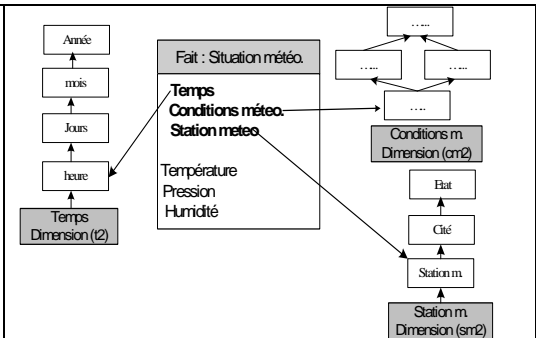 Année
mois
Jours
heure
Temps
Dimension (t2)
Fait : Situation météo.
Temps
Conditions méteo.
Station meteo
Température
Pression
Humidité
…...
…...
…...
…..
Conditions m.
Dimension (cm2)
Etat
Cité
Station m.
Station m.
Dimension (sm2)